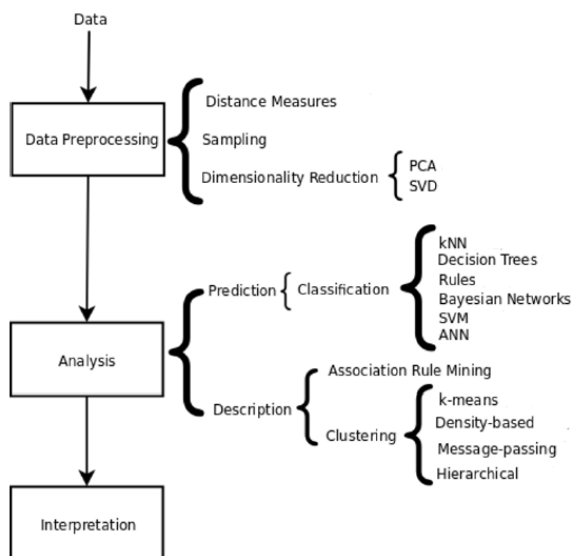 Data
Data Preprocessing
Distance Measures
Sampling
Dimensionality Reduction
PCA
SVD
Analysis
Prediction
Classification
kNN
Decision Trees
Rules
Bayesian Networks
SVM
ANN
Description
Association Rule Mining
Clustering
k-means
Density-based
Message-passing
Hierarchical
Interpretation